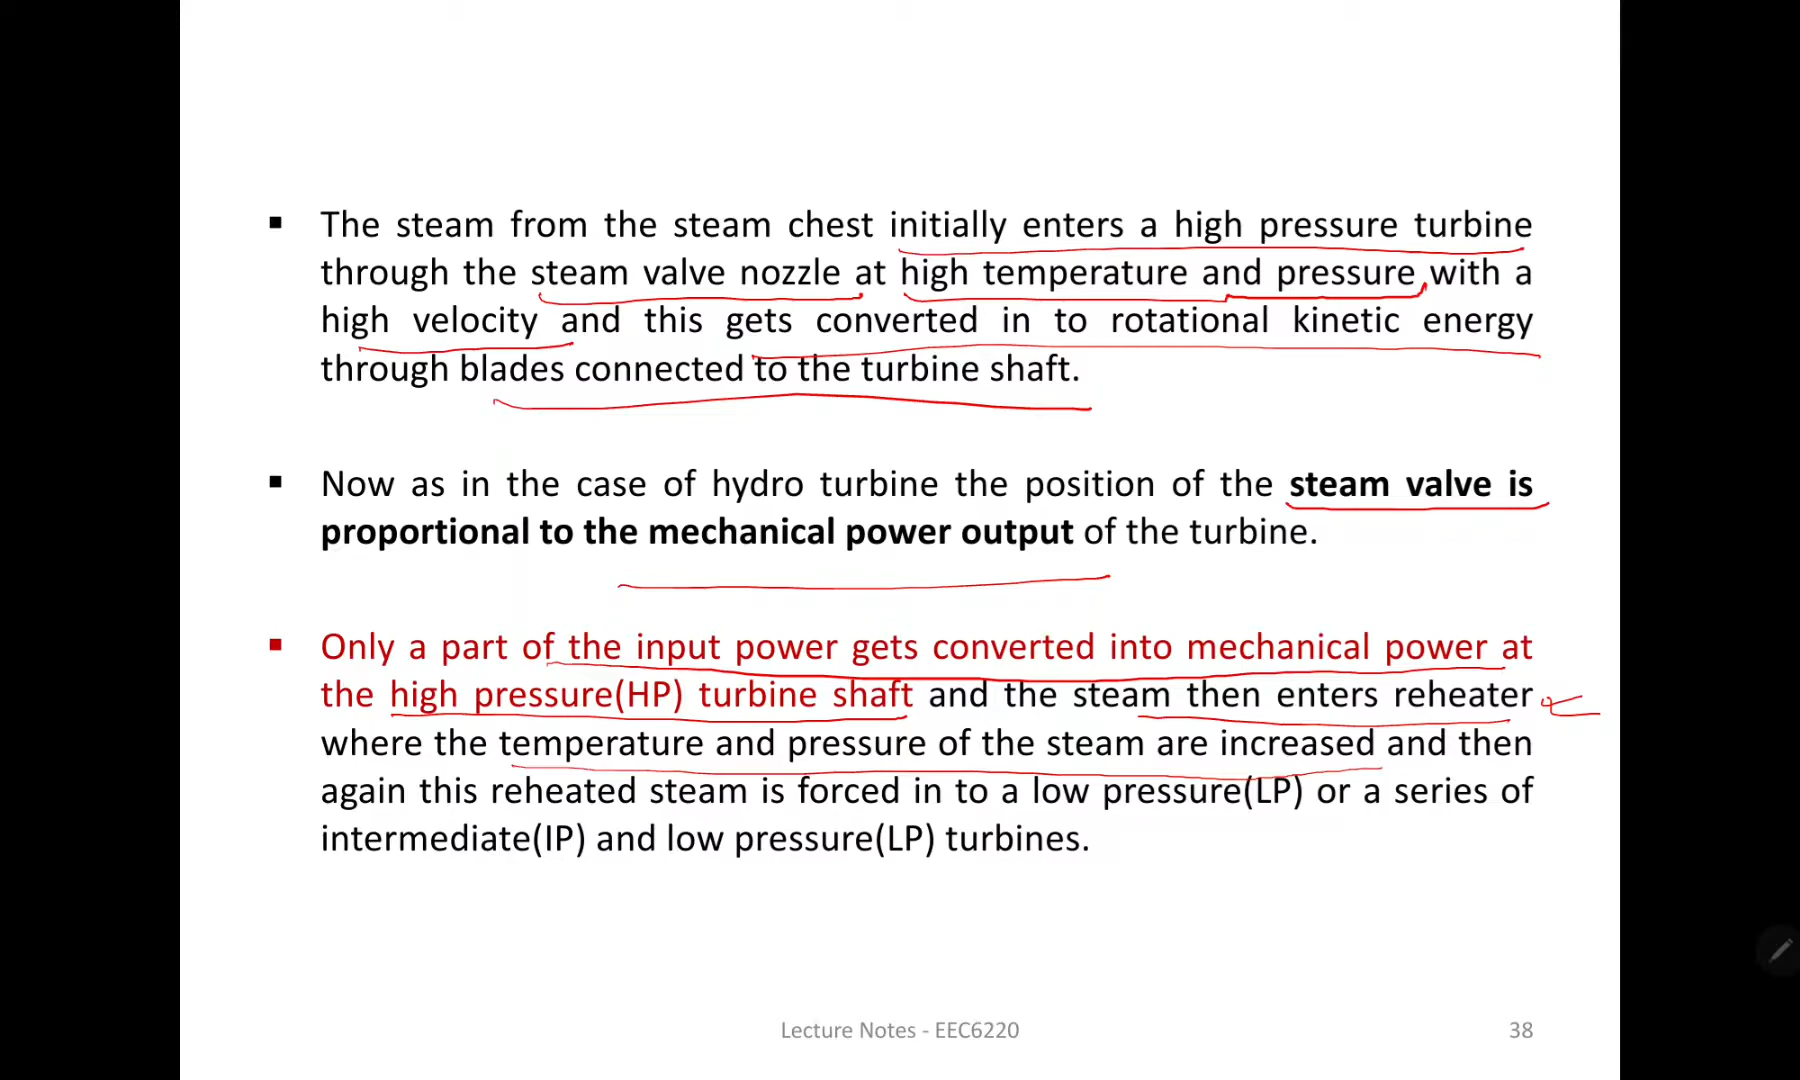 ▪ The steam from the steam chest initially enters a high pressure turbine
through the steam valve nozzle at high temperature and pressure with a
high velocity and this gets converted in to rotational kinetic energy
through blades connected to the turbine shaft.
▪ Now as in the case of hydro turbine the position of the steam valve is
proportional to the mechanical power output of the turbine.
▪ Only a part of the input power gets converted into mechanical power at
the high pressure(HP) turbine shaft and the steam then enters reheater
where the temperature and pressure of the steam are increased and then
again this reheated steam is forced in to a low pressure(LP) or a series of
intermediate(IP) and low pressure(LP) turbines.
Lecture Notes - EEC6220
38